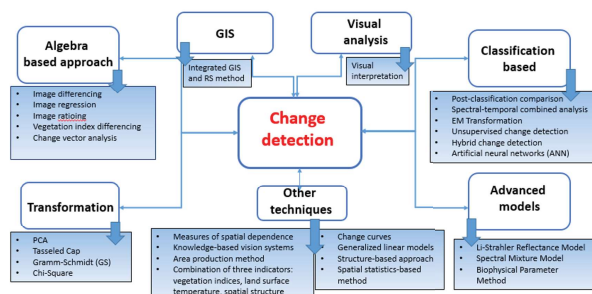 Algebra
based approach
• Image differencing
• Image regression
• Image ratioing
• Vegetation index differencing
• Change vector analysis
GIS
Integrated GIS
and RS method
Visual
analysis
Visual
interpretation
Classification
based
• Post-classification comparison
• Spectral-temporal combined
analysis
• EM Transformation
• Unsupervised change detection
• Hybrid change detection
• Artificial neural networks (ANN)
Change
detection
Transformation
• PCA
• Tasseled Cap
• Gramm-Schmidt (GS)
• Chi-Square
Other
techniques
• Measures of spatial dependence
• Knowledge-based vision systems
• Area production method
• Combination of three indicators:
vegetation indices, land surface
temperature, spatial structure
• Change curves
• Generalized linear models
• Structure-based approach
• Spatial statistics-based
method
Advanced
models
• Li-Strahler Reflectance Model
• Spectral Mixture Model
• Biophysical Parameter
Method